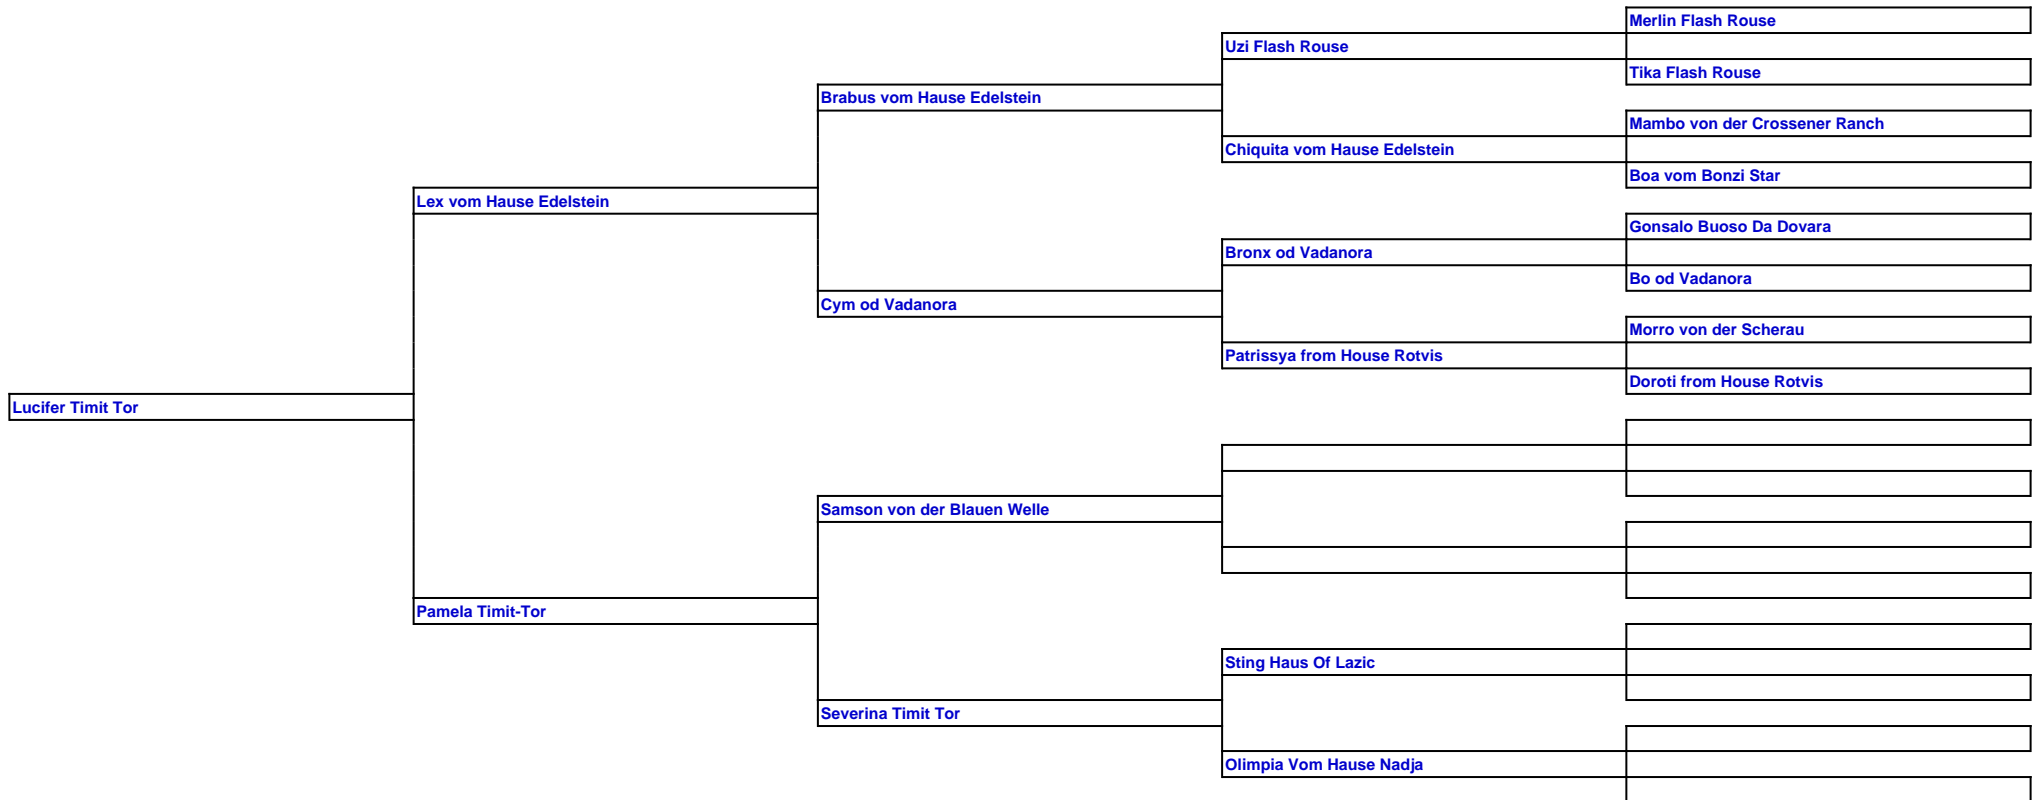 Merlin Flash Rouse
Uzi Flash Rouse
Tika Flash Rouse
Brabus vom Hause Edelstein
Mambo von der Crossener Ranch
Chiquita vom Hause Edelstein
Boa vom Bonzi Star
Lex vom Hause Edelstein
Gonsalo Buoso Da Dovara
Bronx od Vadanora
Bo od Vadanora
Cym od Vadanora
Morro von der Scherau
Patrissya from House Rotvis
Doroti from House Rotvis
Lucifer Timit Tor
Samson von der Blauen Welle
Pamela Timit-Tor
Sting Haus Of Lazic
Severina Timit Tor
Olimpia Vom Hause Nadja